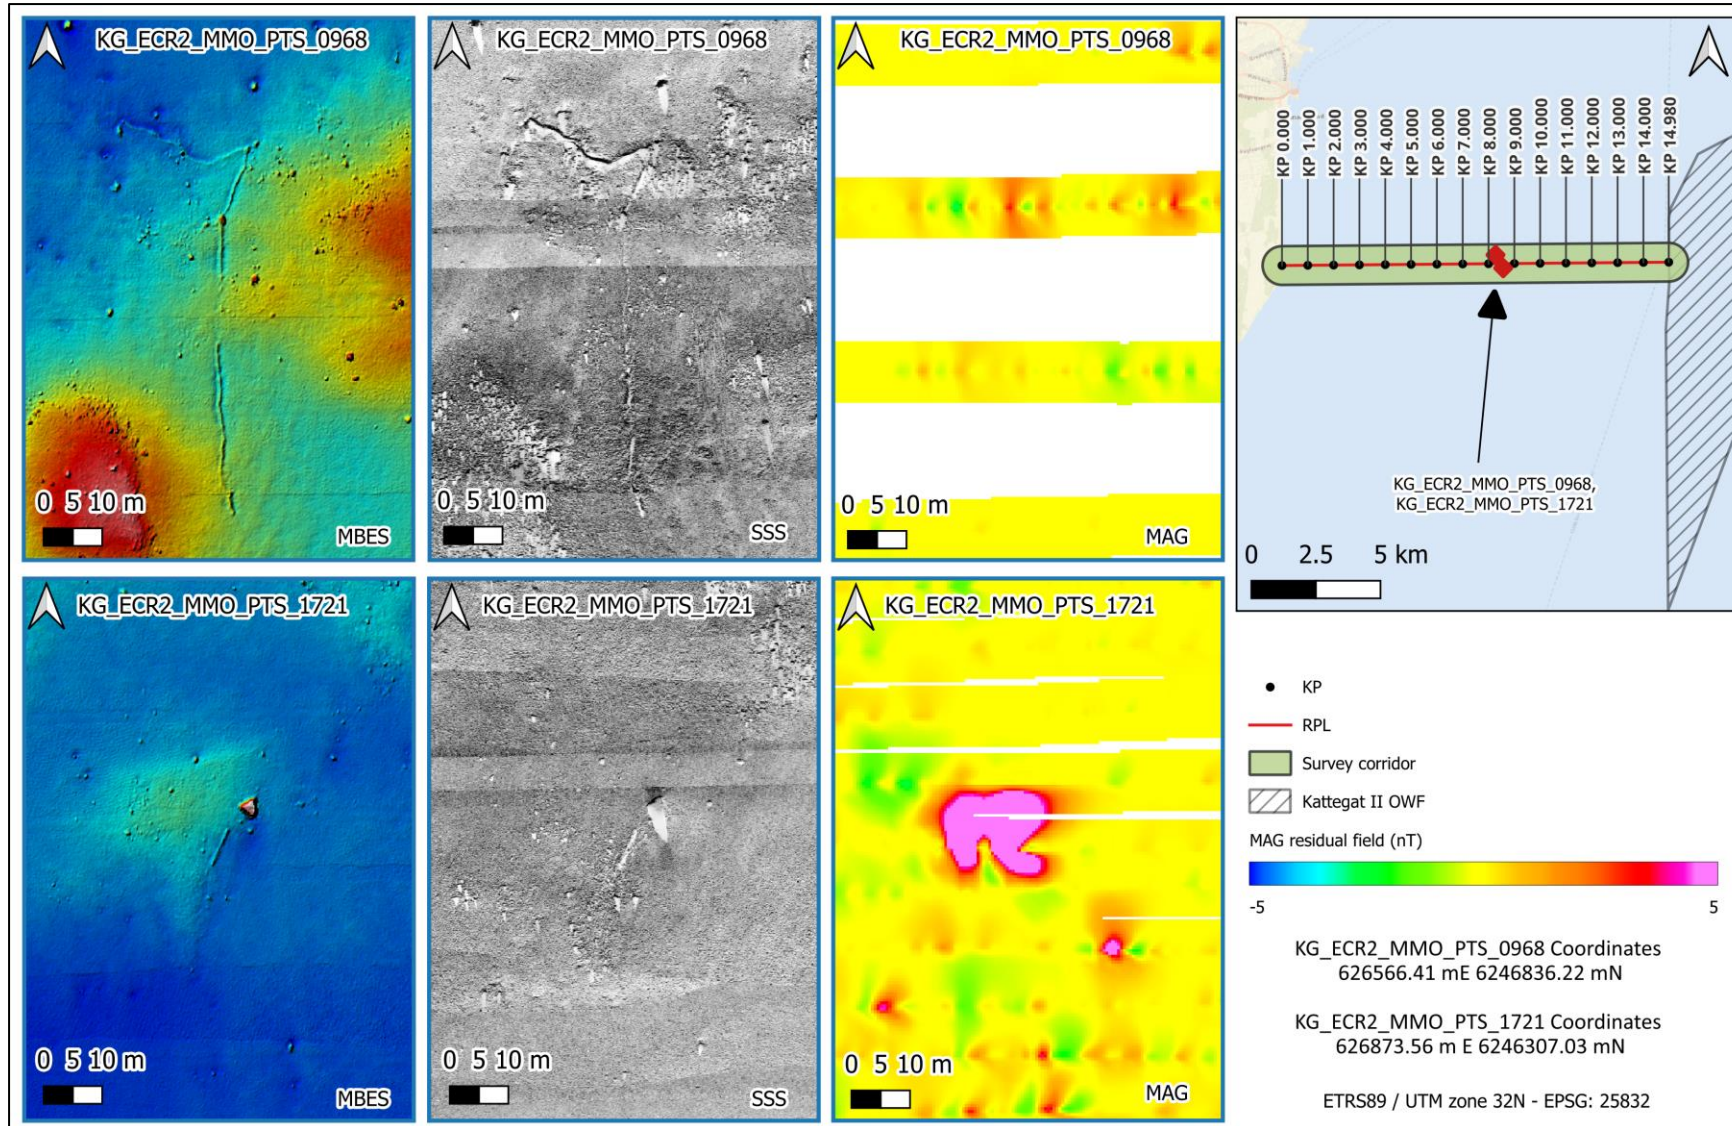 KG_ECR2_MMO_PTS_0968
0 5 10 m
MBES
KG_ECR2_MMO_PTS_0968
0 5 10 m
SSS
KG_ECR2_MMO_PTS_0968
0 5 10 m
MAG
KP 0.000
KP 1.000
KP 2.000
KP 3.000
KP 4.000
KP 5.000
KP 6.000
KP 7.000
KP 8.000
KP 9.000
KP 10.000
KP 11.000
KP 12.000
KP 13.000
KP 14.000
KP 14.980
KG_ECR2_MMO_PTS_0968,
KG_ECR2_MMO_PTS_1721
0 2.5 5 km
KG_ECR2_MMO_PTS_1721
0 5 10 m
MBES
KG_ECR2_MMO_PTS_1721
0 5 10 m
SSS
KG_ECR2_MMO_PTS_1721
0 5 10 m
MAG
KP
RPL
Survey corridor
Kattegat II OWF
MAG residual field (nT)
-5 5
KG_ECR2_MMO_PTS_0968 Coordinates
626566.41 mE 6246836.22 mN
KG_ECR2_MMO_PTS_1721 Coordinates
626873.56 m E 6246307.03 mN
ETRS89 / UTM zone 32N - EPSG: 25832